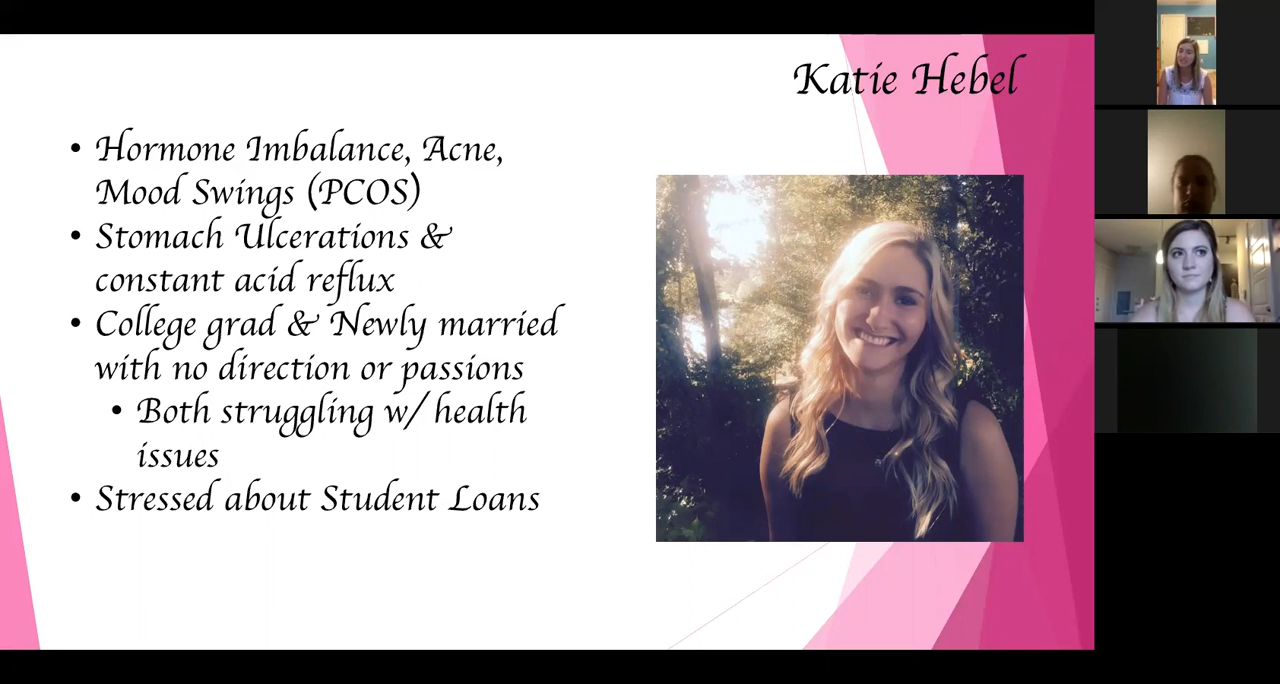 Katie Hebel
• Hormone Imbalance, Acne,
Mood Swings (PCOS)
• Stomach Ulcerations &
constant acid reflux
• College grad & Newly married
with no direction or passions
• Both struggling w/ health
issues
• Stressed about Student Loans